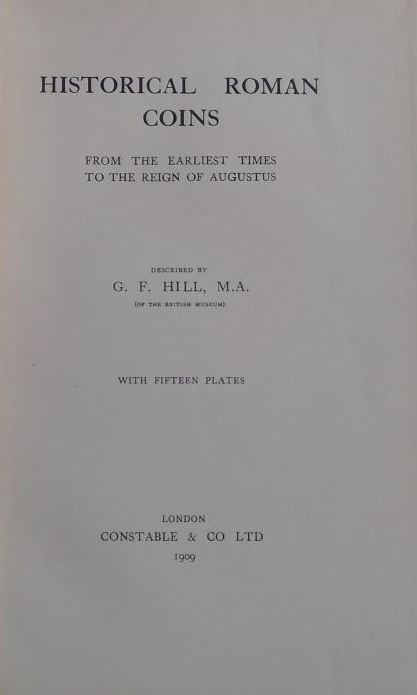 HISTORICAL ROMAN
COINS
FROM THE EARLIEST TIMES
TO THE REIGN OF AUGUSTUS
DESCRIBED BY
G. F. HILL, M.A.
(OF THE BRITISH MUSEUM)
WITH FIFTEEN PLATES
LONDON
CONSTABLE & CO LTD
1909